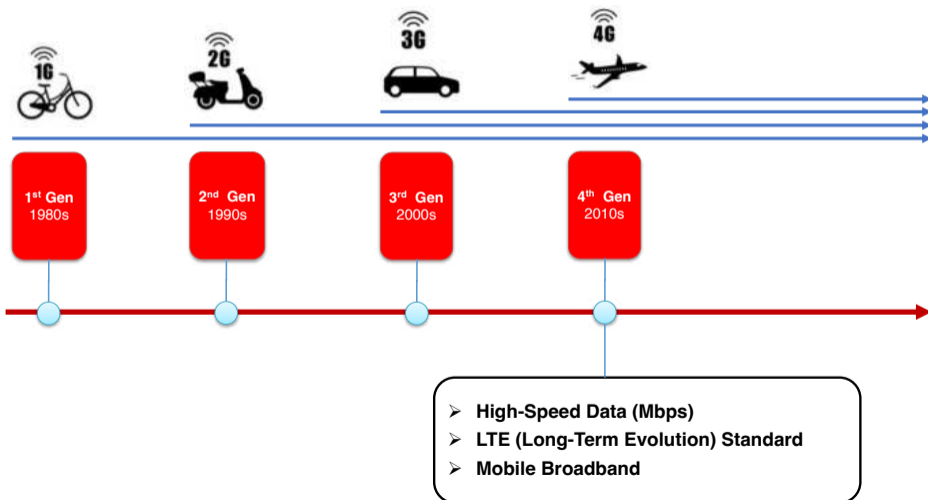 1G
2G
3G
4G
1st Gen
1980s
2nd Gen
1990s
3rd Gen
2000s
4th Gen
2010s
➢ High-Speed Data (Mbps)
➢ LTE (Long-Term Evolution) Standard
➢ Mobile Broadband